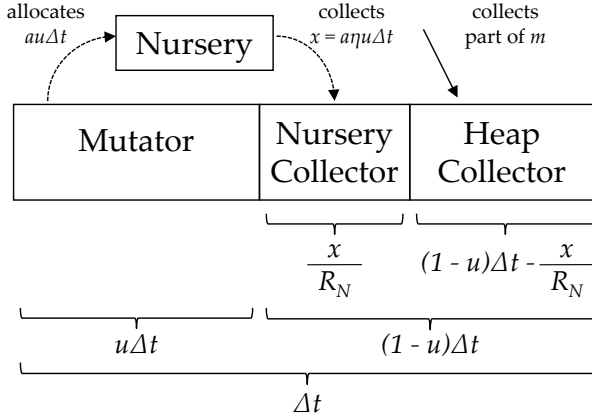 allocates
auΔt
Nursery
collects
x = aηuΔt
collects
part of m
Mutator
Nursery
Collector
Heap
Collector
x
R_N
(1 - u)Δt - x
R_N
uΔt
(1 - u)Δt
Δt